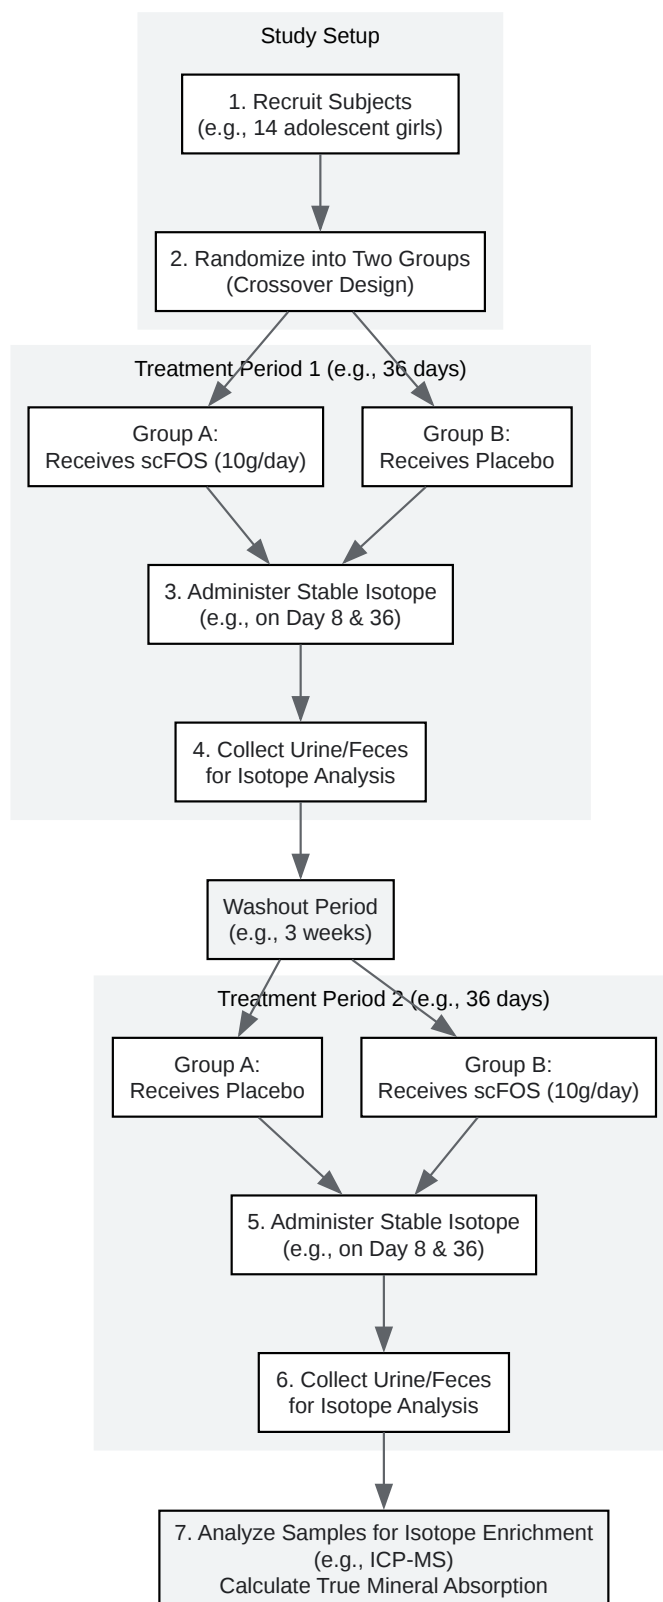 Study Setup
1. Recruit Subjects
(e.g., 14 adolescent girls)
2. Randomize into Two Groups
(Crossover Design)
Treatment Period 1 (e.g., 36 days)
Group A:
Receives scFOS (10g/day)
Group B:
Receives Placebo
3. Administer Stable Isotope
(e.g., on Day 8 & 36)
4. Collect Urine/Feces
for Isotope Analysis
Washout Period
(e.g., 3 weeks)
Treatment Period 2 (e.g., 36 days)
Group A:
Receives Placebo
Group B:
Receives scFOS (10g/day)
5. Administer Stable Isotope
(e.g., on Day 8 & 36)
6. Collect Urine/Feces
for Isotope Analysis
7. Analyze Samples for Isotope Enrichment
(e.g., ICP-MS)
Calculate True Mineral Absorption